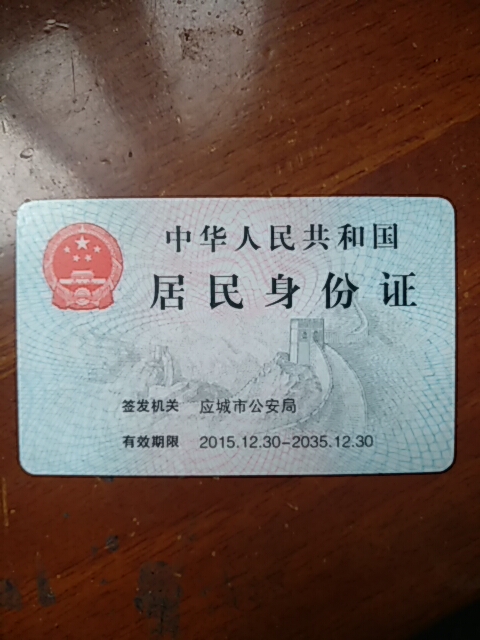 中华人民共和国
居民身份证
签发机关 应城市公安局
有效期限 2015.12.30-2035.12.30